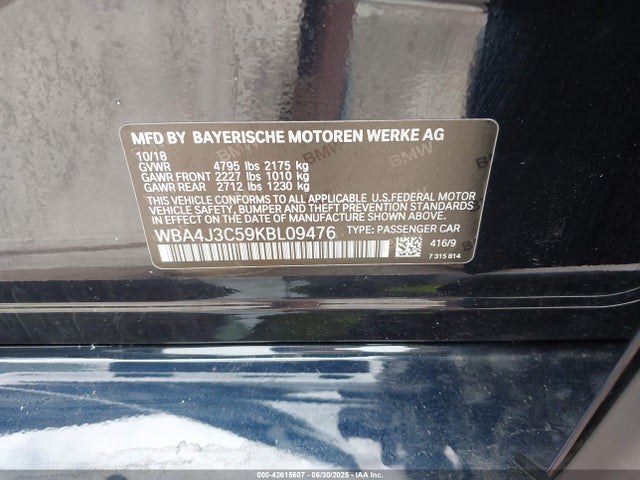 MFD BY BAYERISCHE MOTOREN WERKE AG
10/18
GVWR 4795 lbs 2175 kg
GAWR FRONT 2227 lbs 1010 kg
GAWR REAR 2712 lbs 1230 kg
THIS VEHICLE CONFORMS TO ALL APPLICABLE U.S.FEDERAL MOTOR
VEHICLE SAFETY, BUMPER AND THEFT PREVENTION STANDARDS
IN EFFECT ON THE DATE OF MANUFACTURE SHOWN ABOVE.
WBA4J3C59KBL09476 TYPE: PASSENGER CAR
416/9
7 315 814
000-42615607 - 06/30/2025 - IAA Inc.